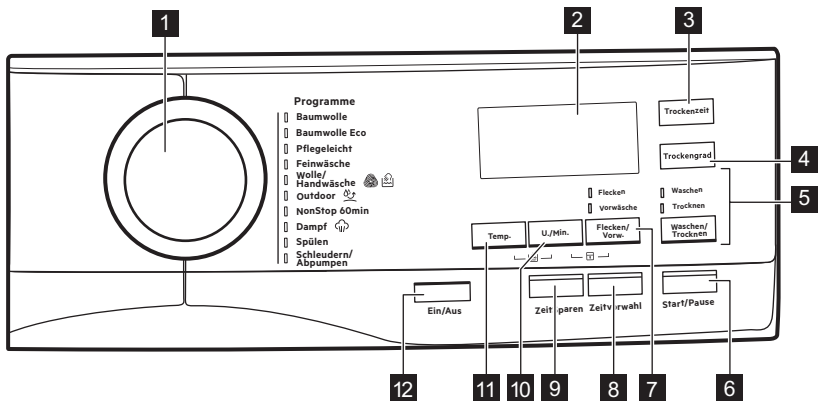 1
2
3
Programme
Baumwolle
Baumwolle Eco
Pflegeleicht
Feinwäsche
Wolle/
Handwäsche
Outdoor
NonStop 60min
Dampf
Spülen
Schleudern/
Abpumpen
Trockenzeit
Trockengrad
4
5
Flecken
Vorwäsche
Waschen
Trocknen
Temp.
U./Min.
Flecken/
Vorw.
Waschen/
Trocknen
Ein/Aus
Zeit Sparen
Zeitvorwahl
Start/Pause
12
11
10
9
8
7
6